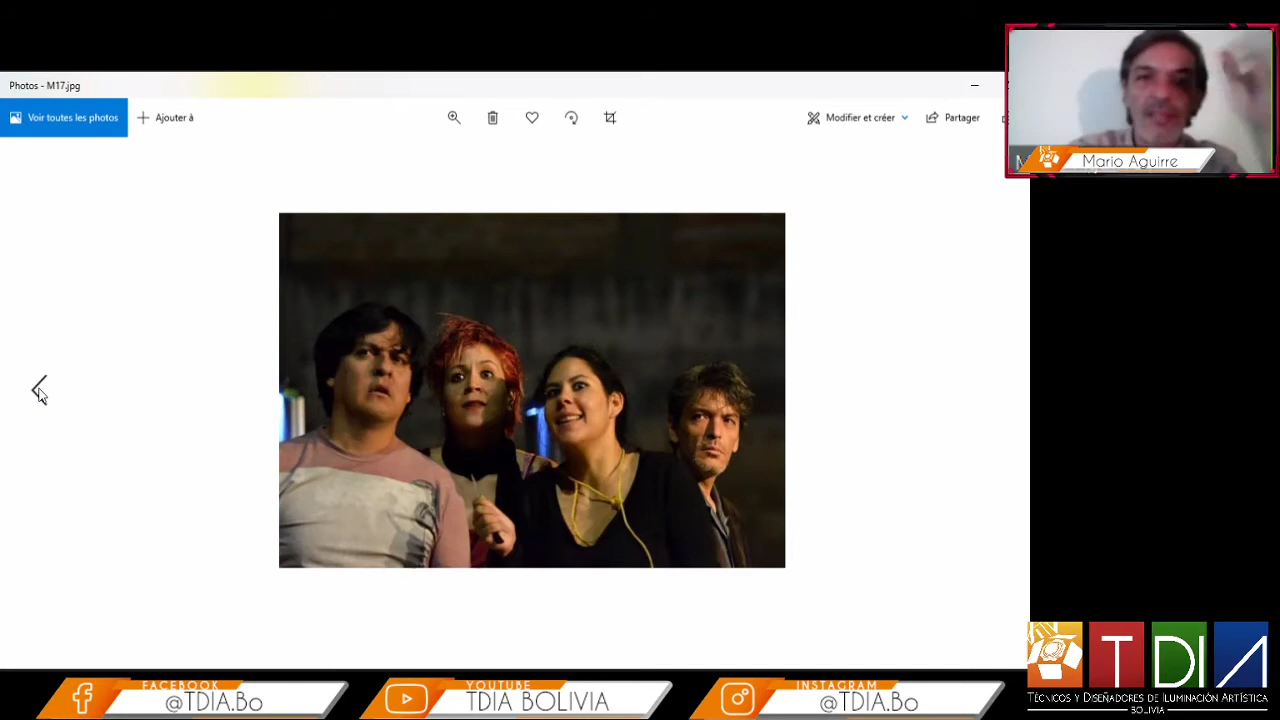 Photos - M17.jpg
Voir toutes les photos
Ajouter à
Modifier et créer
Partager
Mario Aguirre
FACEBOOK
@TDIA.Bo
YOUTUBE
TDIA BOLIVIA
INSTAGRAM
@TDIA.Bo
TDIA
TÉCNICOS Y DISEÑADORES DE ILUMINACIÓN ARTÍSTICA
BOLIVIA